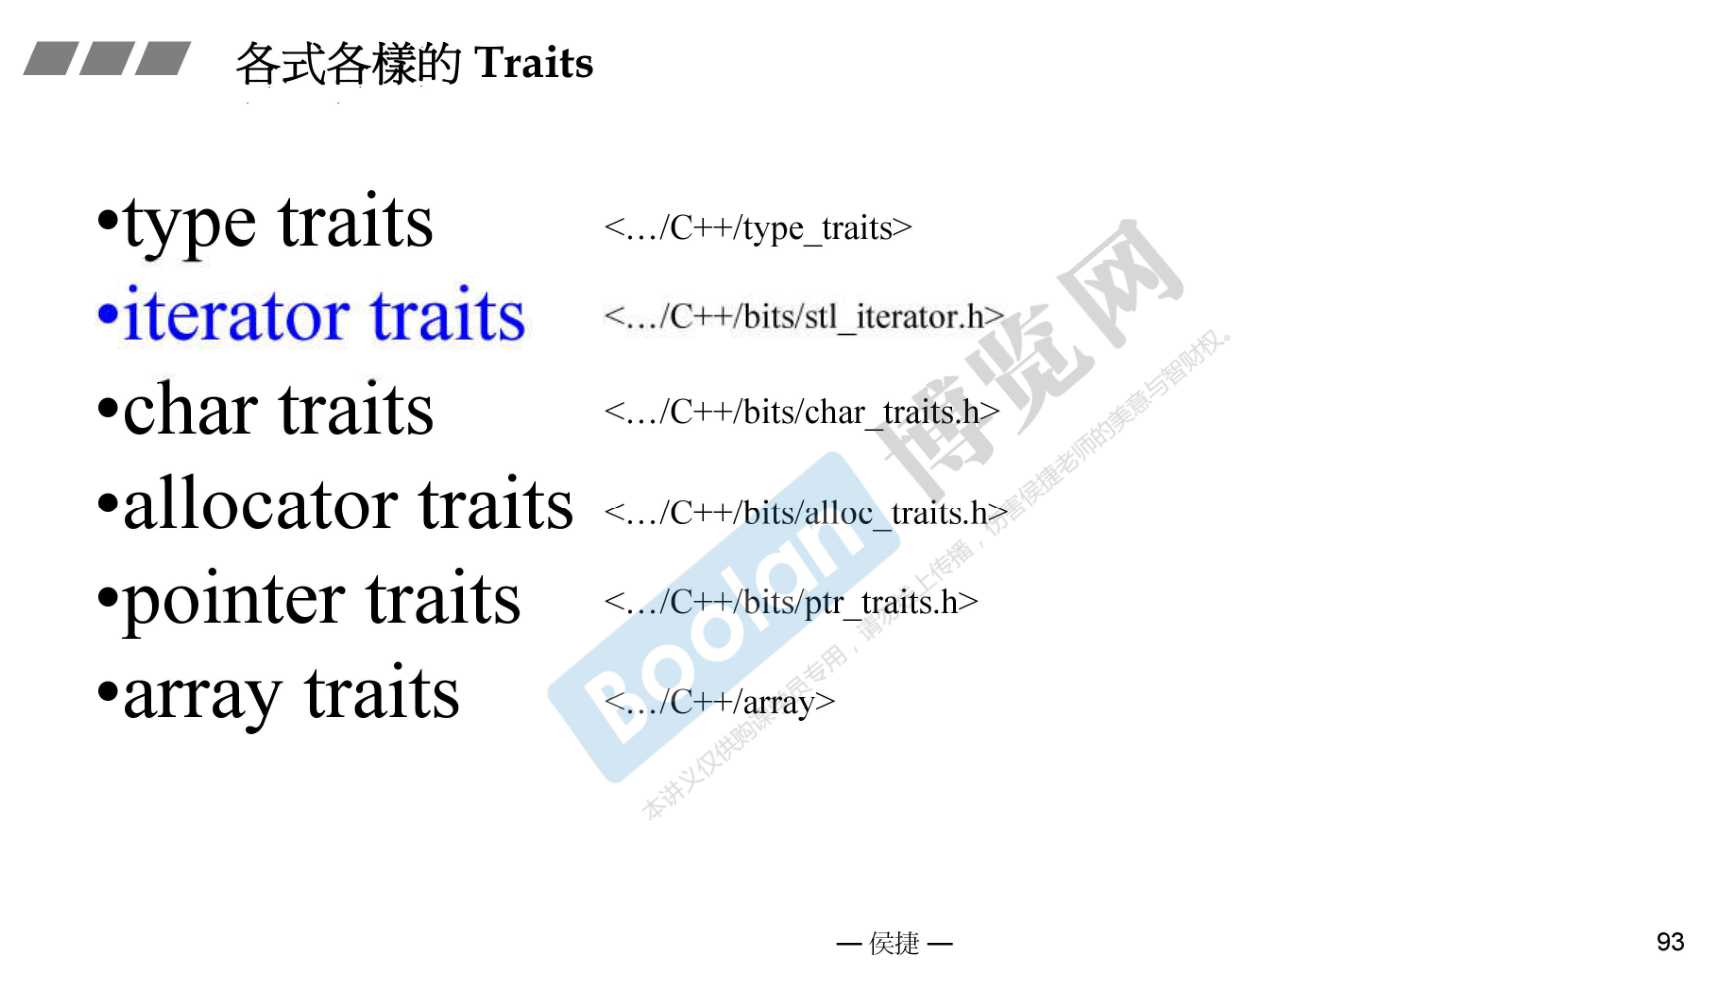 各式各樣的 Traits
•type traits <…/C++/type_traits>
•iterator traits <…/C++/bits/stl_iterator.h>
•char traits <…/C++/bits/char_traits.h>
•allocator traits <…/C++/bits/alloc_traits.h>
•pointer traits <…/C++/bits/ptr_traits.h>
•array traits <…/C++/array>
Boolan 博览网
本讲义仅供购课学员专用，请勿上传播，伤害侯捷老师的美意与智财权。
— 侯捷 —
93